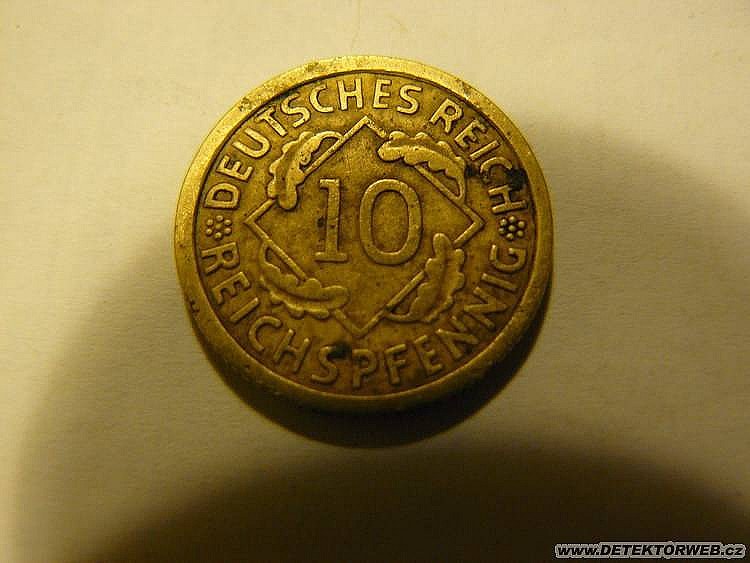 DEUTSCHES REICH
10
REICHSPFENNIG
www.DETEKTORWEB.cz